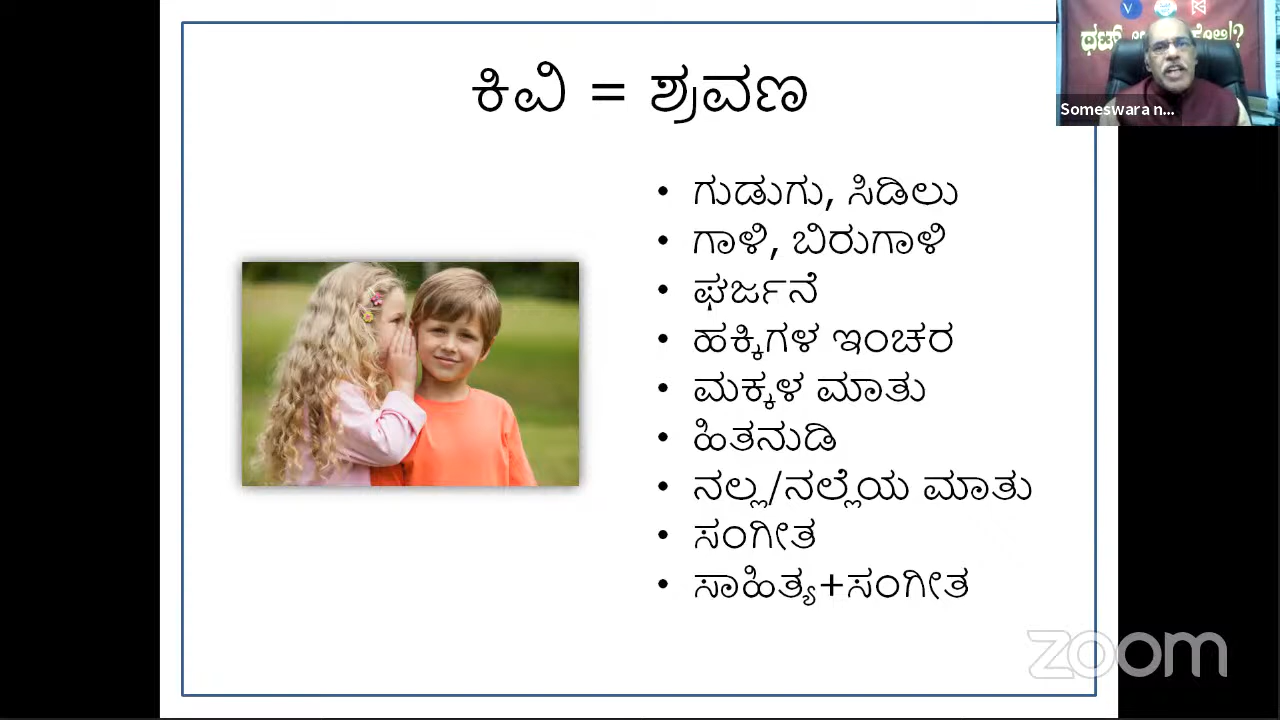 ಕಿವಿ = ಶ್ರವಣ
Someswara n...
• ಗುಡುಗು, ಸಿಡಿಲು
• ಗಾಳಿ, ಬಿರುಗಾಳಿ
• ಘರ್ಜನೆ
• ಹಕ್ಕಿಗಳ ಇಂಚರ
• ಮಕ್ಕಳ ಮಾತು
• ಹಿತನುಡಿ
• ನಲ್ಲ/ನಲ್ಲೆಯ ಮಾತು
• ಸಂಗೀತ
• ಸಾಹಿತ್ಯ+ಸಂಗೀತ
zoom